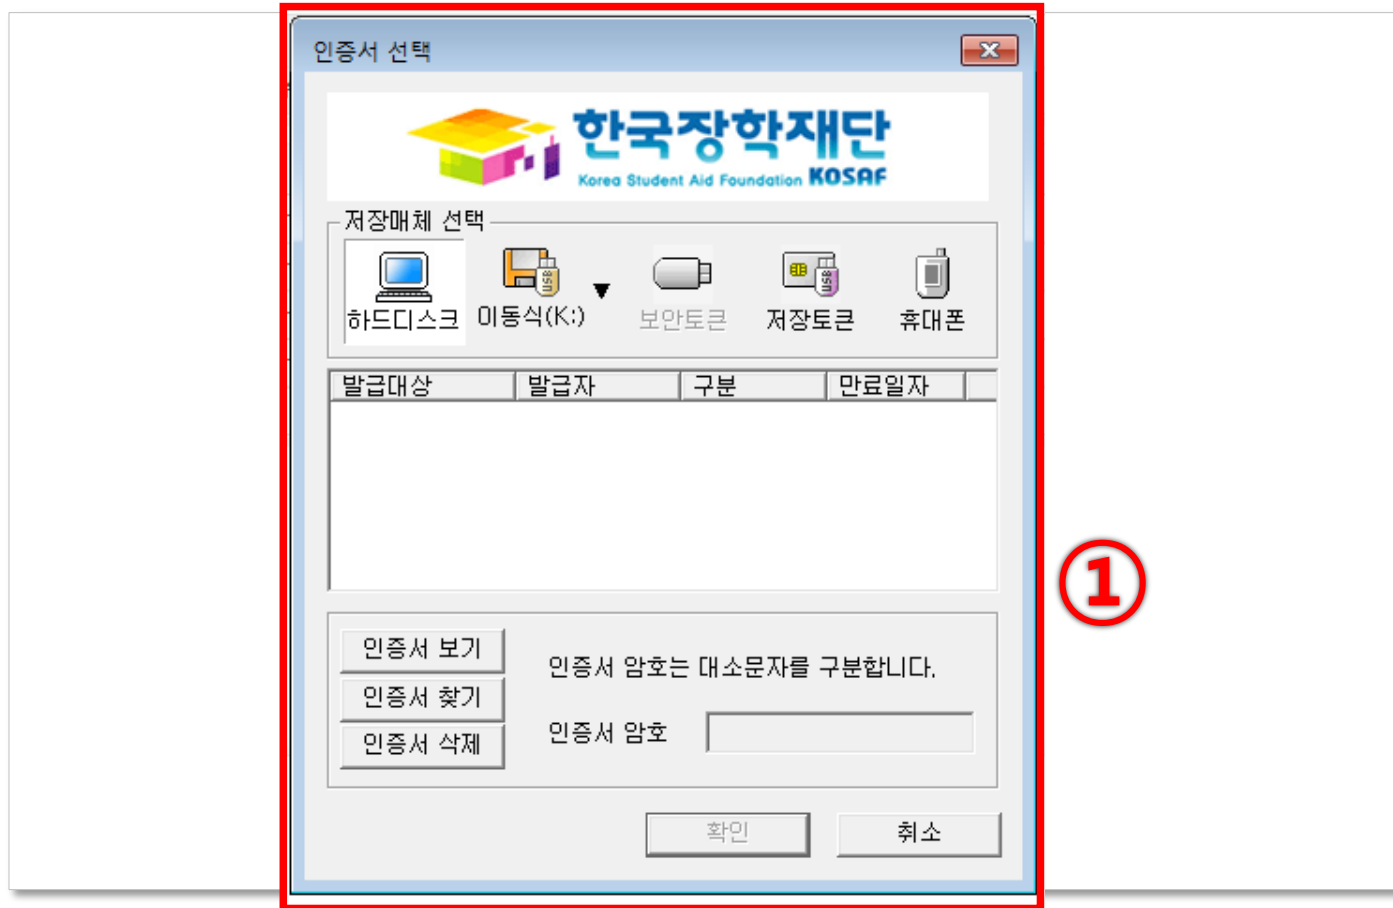 인증서 선택
한국장학재단
Korea Student Aid Foundation KOSAF
저장매체 선택
USB USB
하드디스크 이동식(K:) ▼ 보안토큰 저장토큰 휴대폰
발급대상 발급자 구분 만료일자
①
인증서 보기
인증서 암호는 대소문자를 구분합니다.
인증서 찾기
인증서 암호
인증서 삭제
확인 취소